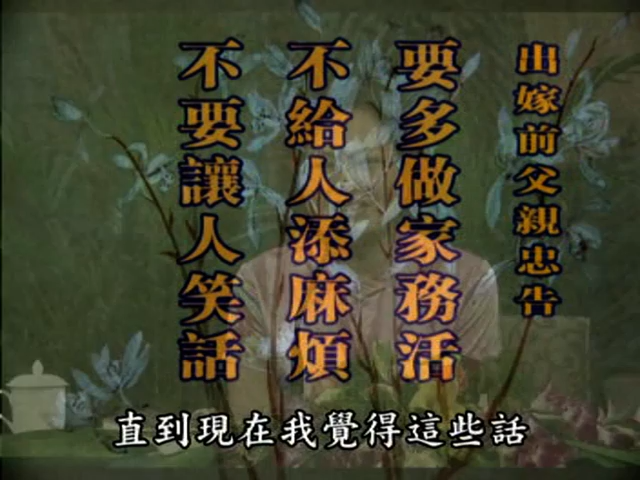 出嫁前父親忠告
要多做家務活
不給人添麻煩
不要讓人笑話
直到現在我覺得這些話